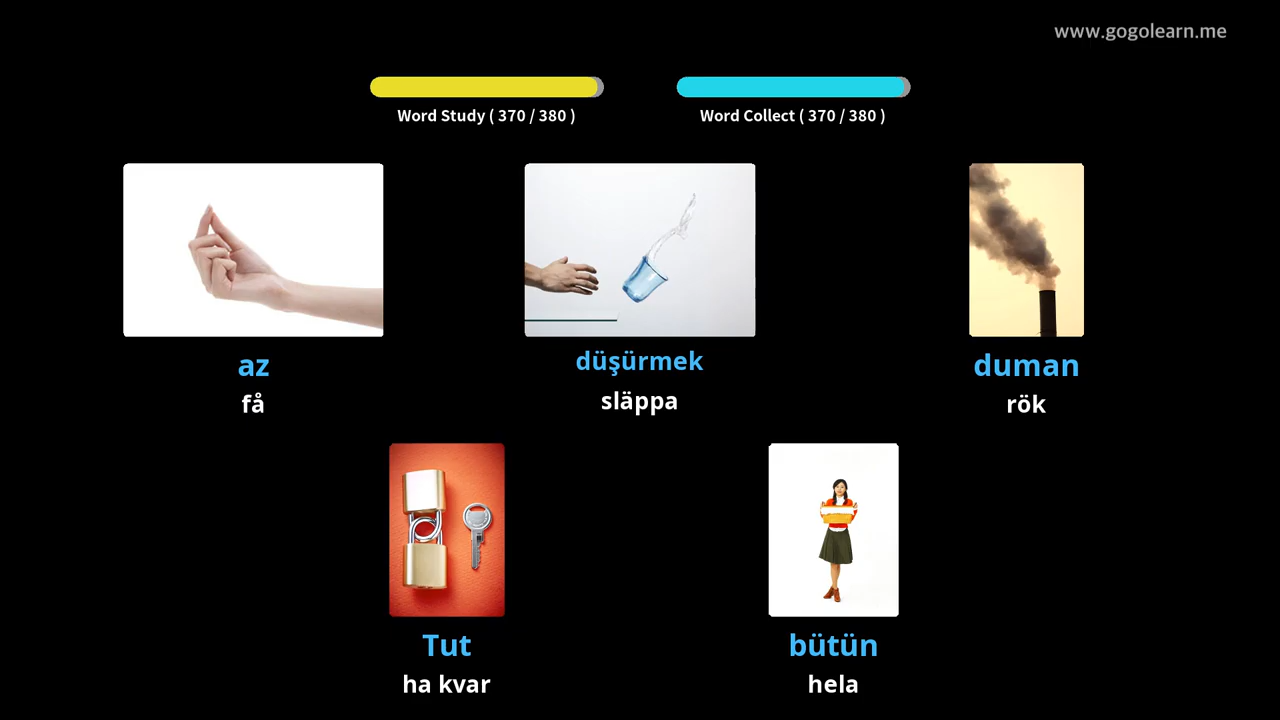 www.gogolearn.me
Word Study ( 370 / 380 )
Word Collect ( 370 / 380 )
az
få
düşürmek
släppa
duman
rök
Tut
ha kvar
bütün
hela